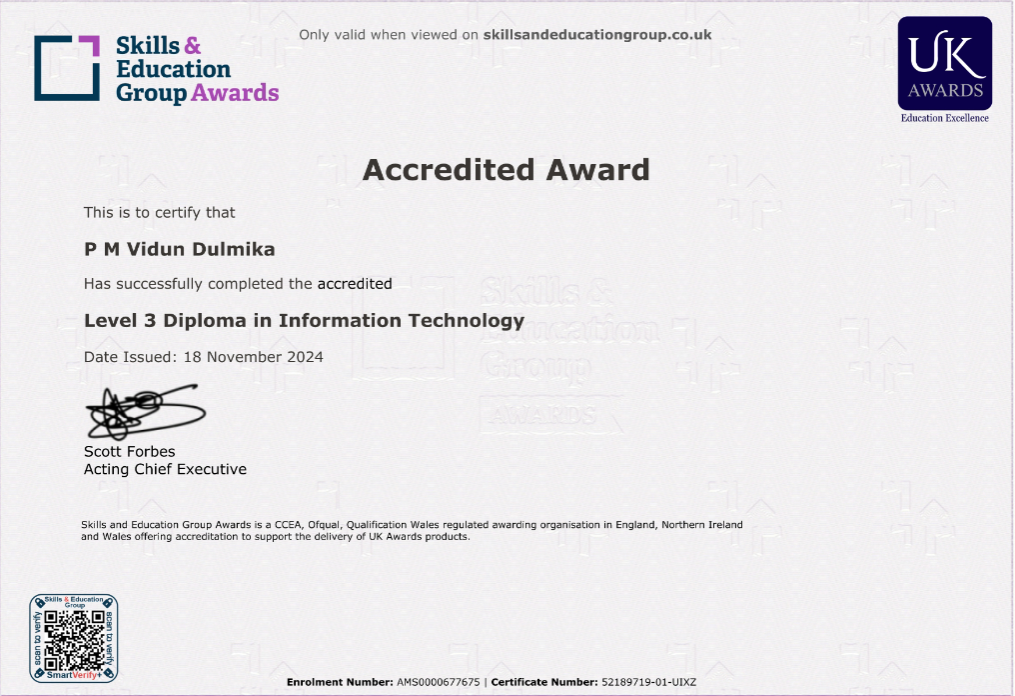 Skills &
Education
Group Awards
Only valid when viewed on skillsandeducationgroup.co.uk
UK
AWARDS
Education Excellence
Accredited Award
This is to certify that
P M Vidun Dulmika
Has successfully completed the accredited
Level 3 Diploma in Information Technology
Date Issued: 18 November 2024
Skills &
Education
Group
AWARDS
Scott Forbes
Acting Chief Executive
Skills and Education Group Awards is a CCEA, Ofqual, Qualification Wales regulated awarding organisation in England, Northern Ireland
and Wales offering accreditation to support the delivery of UK Awards products.
Skills & Education
Group
scan to verify
scan to verify
SmartVerify+
Enrolment Number: AMS0000677675 | Certificate Number: 52189719-01-UIXZ